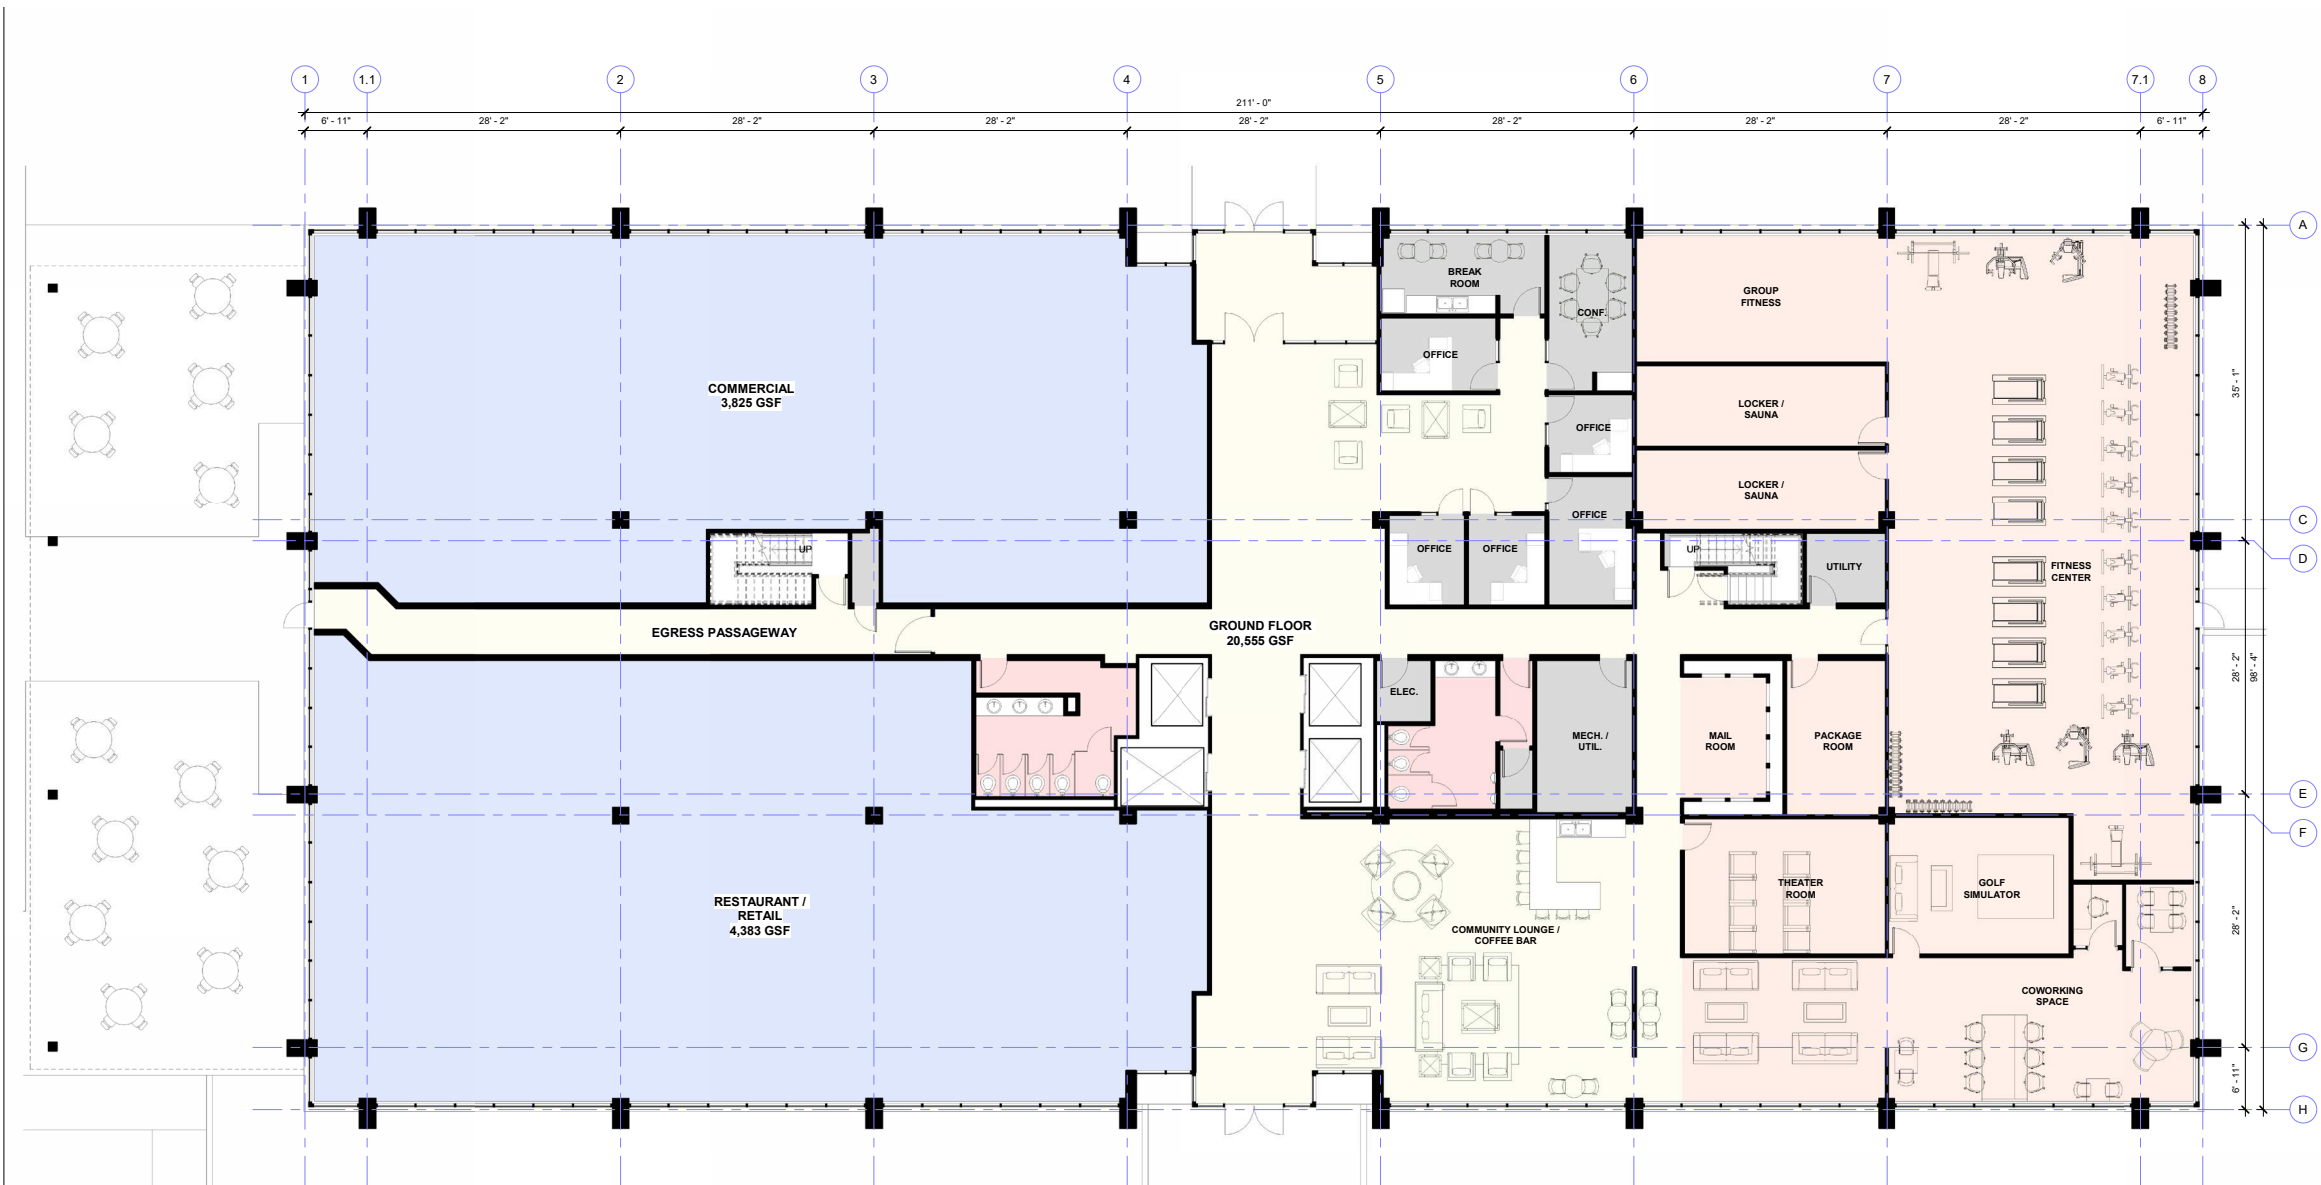 1 1.1 2 3 4 5 6 7 7.1 8
211' - 0"
6' - 11" 28' - 2" 28' - 2" 28' - 2" 28' - 2" 28' - 2" 28' - 2" 28' - 2" 6' - 11"
A
BREAK
ROOM
CONF.
GROUP
FITNESS
OFFICE
35' - 1"
COMMERCIAL
3,825 GSF
LOCKER /
SAUNA
OFFICE
LOCKER /
SAUNA
OFFICE
C
UP
OFFICE
OFFICE
UP
UTILITY
FITNESS
CENTER
D
EGRESS PASSAGEWAY
GROUND FLOOR
20,555 GSF
28' - 2"
98' - 4"
ELEC.
MECH. /
UTIL.
MAIL
ROOM
PACKAGE
ROOM
E
F
RESTAURANT /
RETAIL
4,383 GSF
THEATER
ROOM
GOLF
SIMULATOR
COMMUNITY LOUNGE /
COFFEE BAR
28' - 2"
COWORKING
SPACE
G
6' - 11"
H